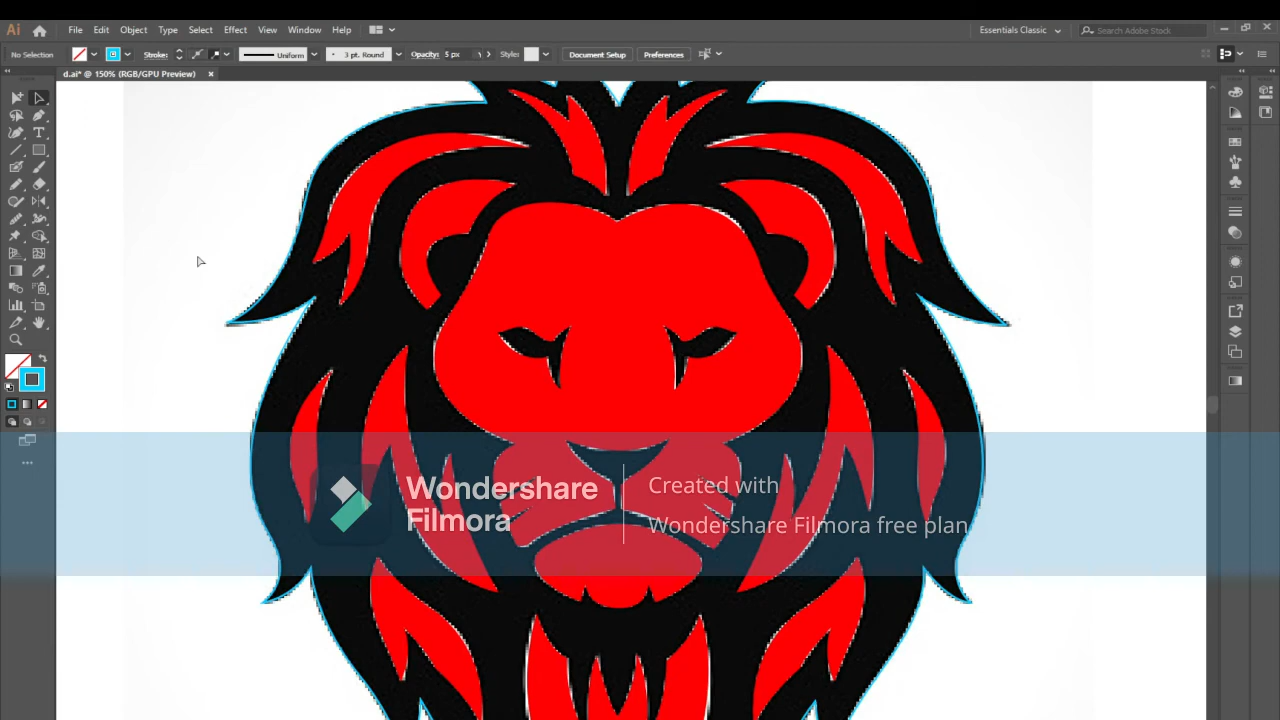 Ai File Edit Object Type Select Effect View Window Help Essentials Classic Search Adobe Stock
No Selection Stroke: Uniform 3 pt. Round Opacity: 5 px Style: Document Setup Preferences
d.ai* @ 150% (RGB/GPU Preview) ×
Wondershare
Filmora
Created with
Wondershare Filmora free plan